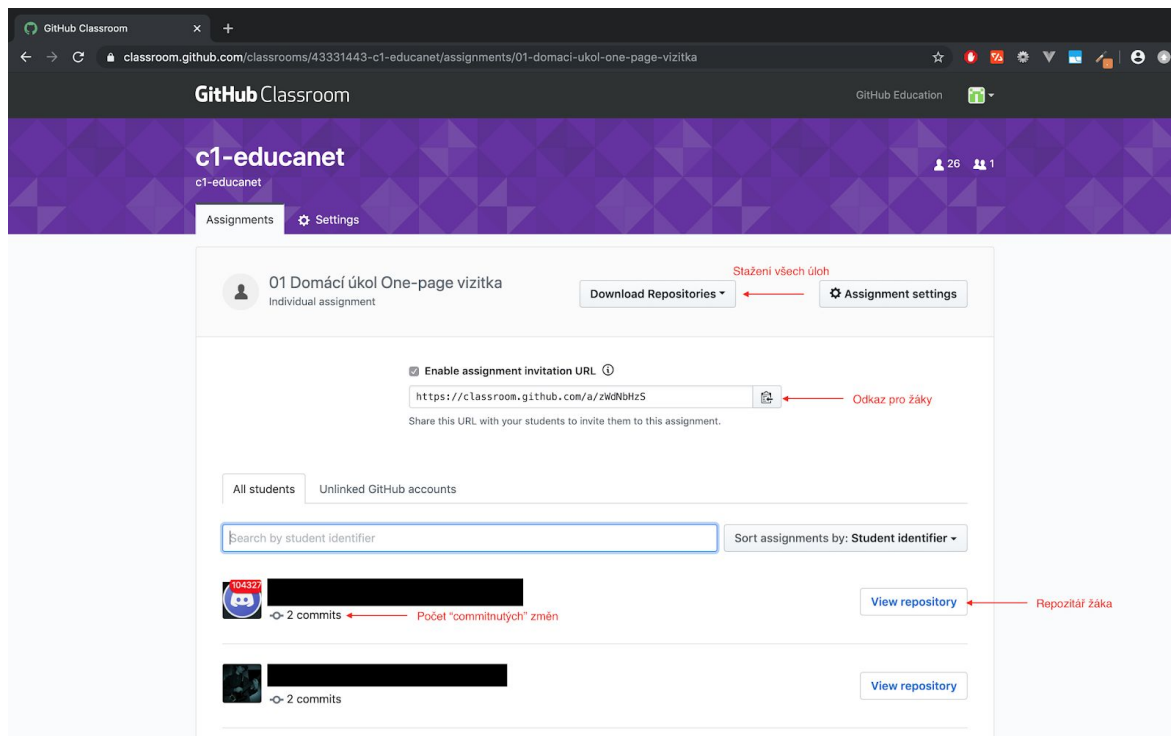 GitHub Classroom × +
classroom.github.com/classrooms/43331443-c1-educanet/assignments/01-domaci-ukol-one-page-vizitka
GitHub Classroom
GitHub Education
c1-educanet
26 1
c1-educanet
Assignments Settings
Stažení všech úloh
01 Domácí úkol One-page vizitka
Individual assignment
Download Repositories
Assignment settings
Enable assignment invitation URL
https://classroom.github.com/a/zWdNbHzS
Odkaz pro žáky
Share this URL with your students to invite them to this assignment.
All students Unlinked GitHub accounts
Search by student identifier
Sort assignments by: Student identifier
104327
2 commits
Počet “commitnutých” změn
View repository
Repozitář žáka
2 commits
View repository